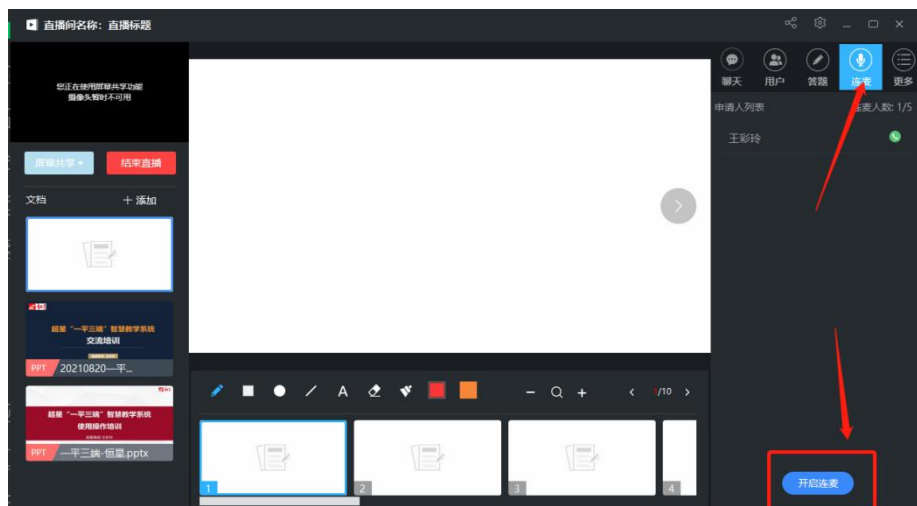 直播间名称：直播标题
聊天
用户
答题
连麦
更多
您正在使用屏幕共享功能
摄像头暂时不可用
申请人列表
连麦人数: 1/5
王彩玲
屏幕共享
结束直播
文档
+ 添加
超星“一平三端”智慧教学系统
交流培训
PPT 20210820—平...
超星“一平三端”智慧教学系统
使用操作培训
PPT 一平三端-恒星.pptx
A
1/10
1
2
3
4
开启连麦